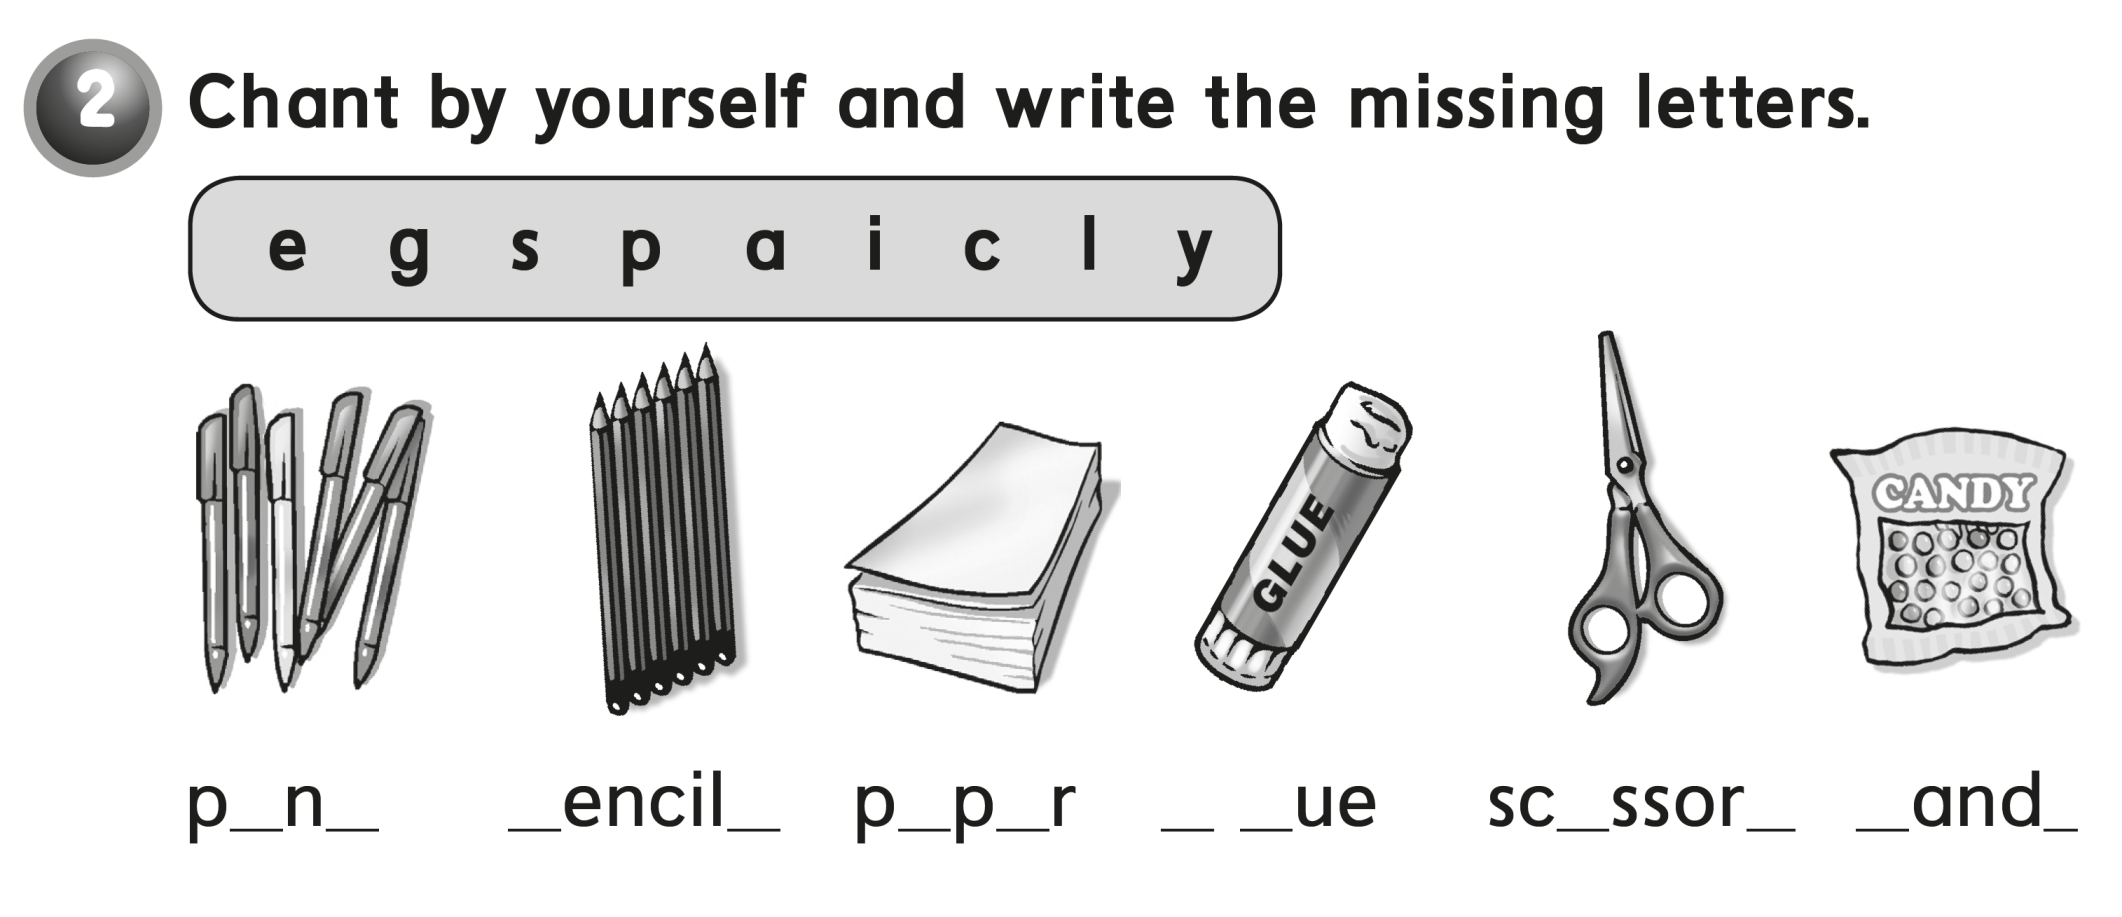 2 Chant by yourself and write the missing letters.
e g s p a i c l y
GLUE
CANDY
p_n_ _encil_ p_p_r _ _ue sc_ssor_ _and_